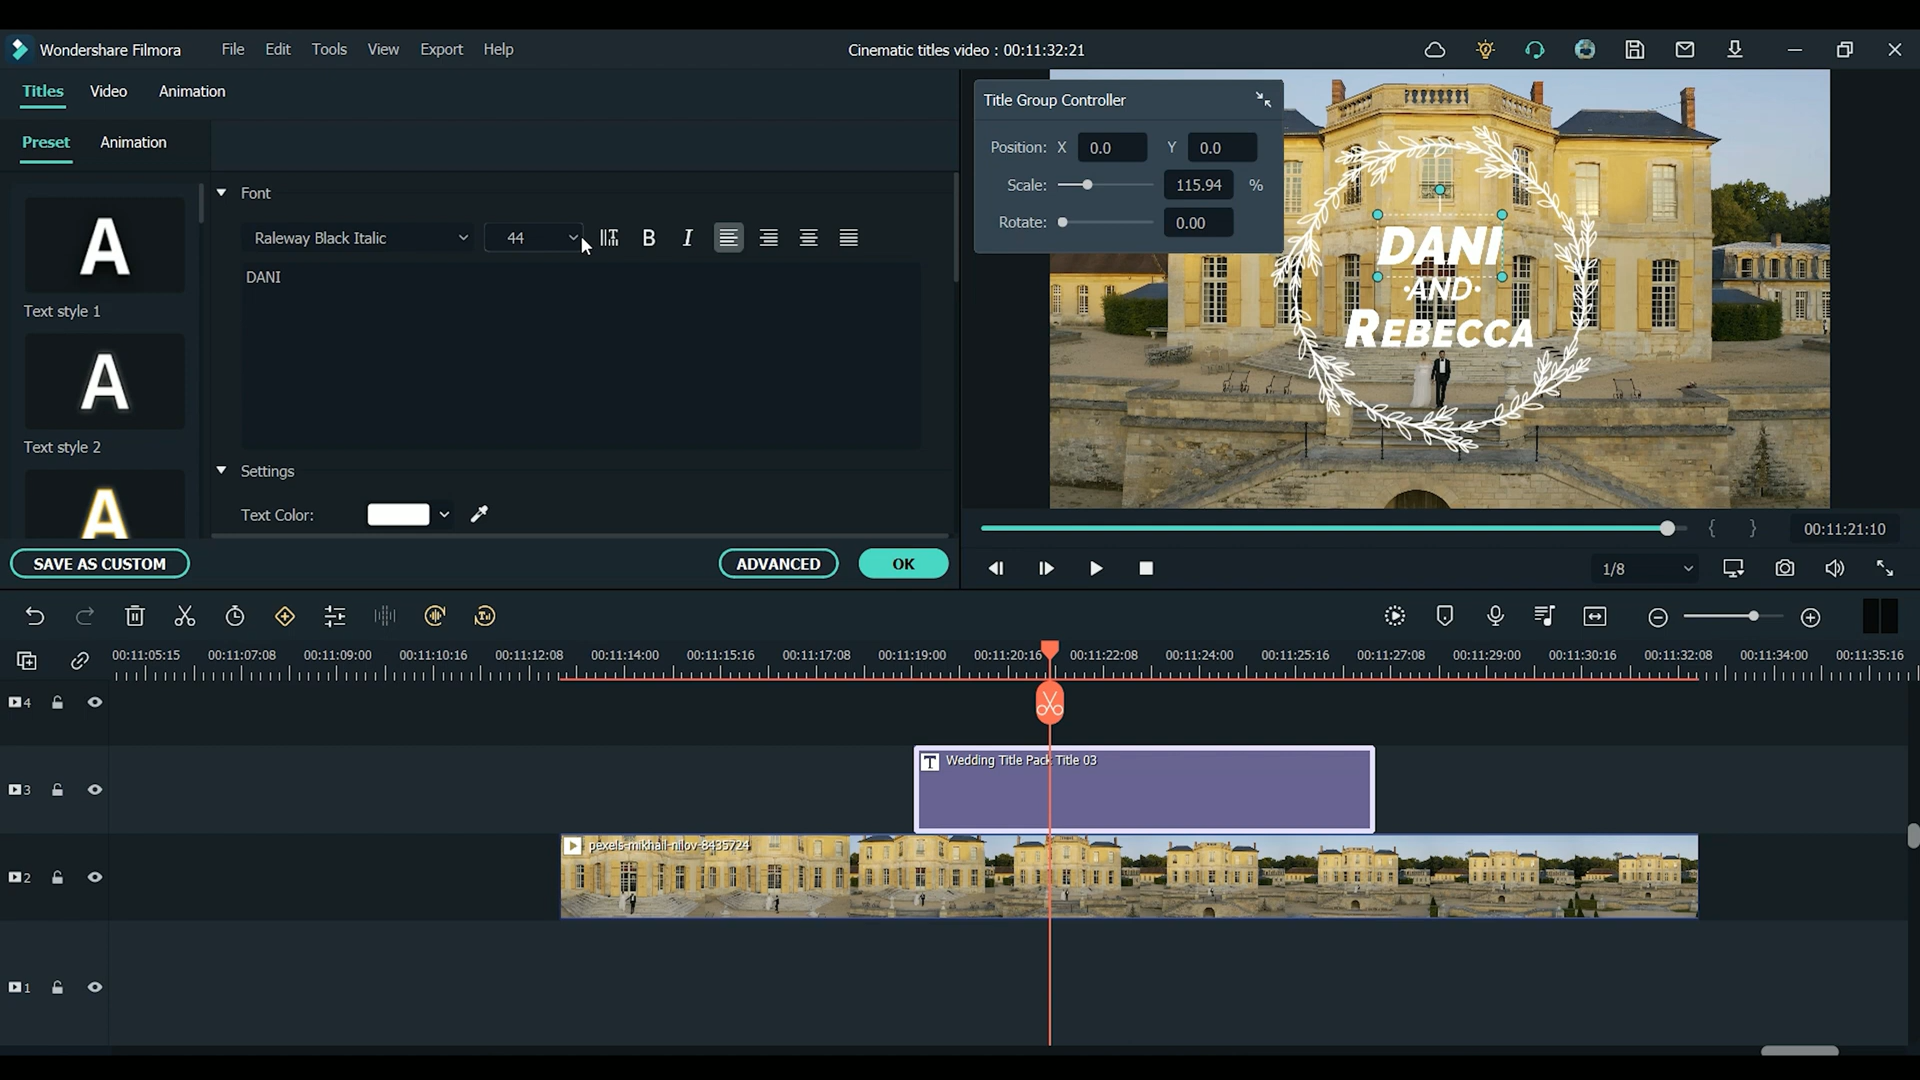 Wondershare Filmora File Edit Tools View Export Help Cinematic titles video : 00:11:32:21
Titles Video Animation
Preset Animation
Font
Raleway Black Italic 44 B I
DANI
A
Text style 1
A
Text style 2
A
Settings
Text Color:
SAVE AS CUSTOM ADVANCED OK
Title Group Controller
Position: X 0.0 Y 0.0
Scale: 115.94 %
Rotate: 0.00
DANI
·AND·
REBECCA
{ } 00:11:21:10
1/8
00:11:05:15 00:11:07:08 00:11:09:00 00:11:10:16 00:11:12:08 00:11:14:00 00:11:15:16 00:11:17:08 00:11:19:00 00:11:20:16 00:11:22:08 00:11:24:00 00:11:25:16 00:11:27:08 00:11:29:00 00:11:30:16 00:11:32:08 00:11:34:00 00:11:35:16
4
3
T Wedding Title Pack Title 03
2
pexels-mikhail-nilov-8435724
1